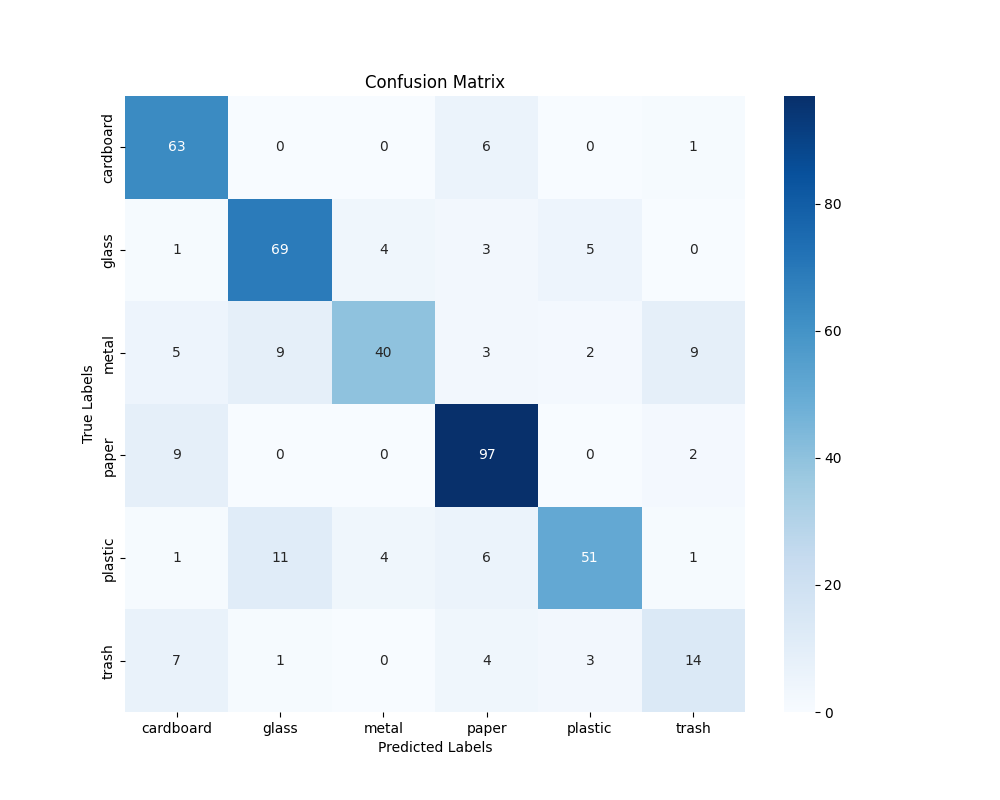 Confusion Matrix
cardboard 63 0 0 6 0 1
glass 1 69 4 3 5 0
metal 5 9 40 3 2 9
paper 9 0 0 97 0 2
plastic 1 11 4 6 51 1
trash 7 1 0 4 3 14
cardboard glass metal paper plastic trash
Predicted Labels
True Labels
80
60
40
20
0